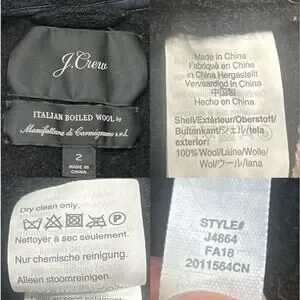 J.Crew
ITALIAN BOILED WOOL by
Manifattura di Carmignano s.r.l.
2
MADE IN
CHINA
Made in China
Fabriqué en Chine
in China Hergestellt
Vervaardigd in China
中国製
Hecho en China
Shell/Extérieur/Oberstoff/
Buitenkant/シェル/tela
exterior:
100%Wool/Laine/Wolle/
Wol/ウール/lana
Dry clean only.
Nettoyer à sec seulement.
Nur chemische reinigung.
Alleen stoomreinigen.
STYLE#
J4864
FA18
2011564CN